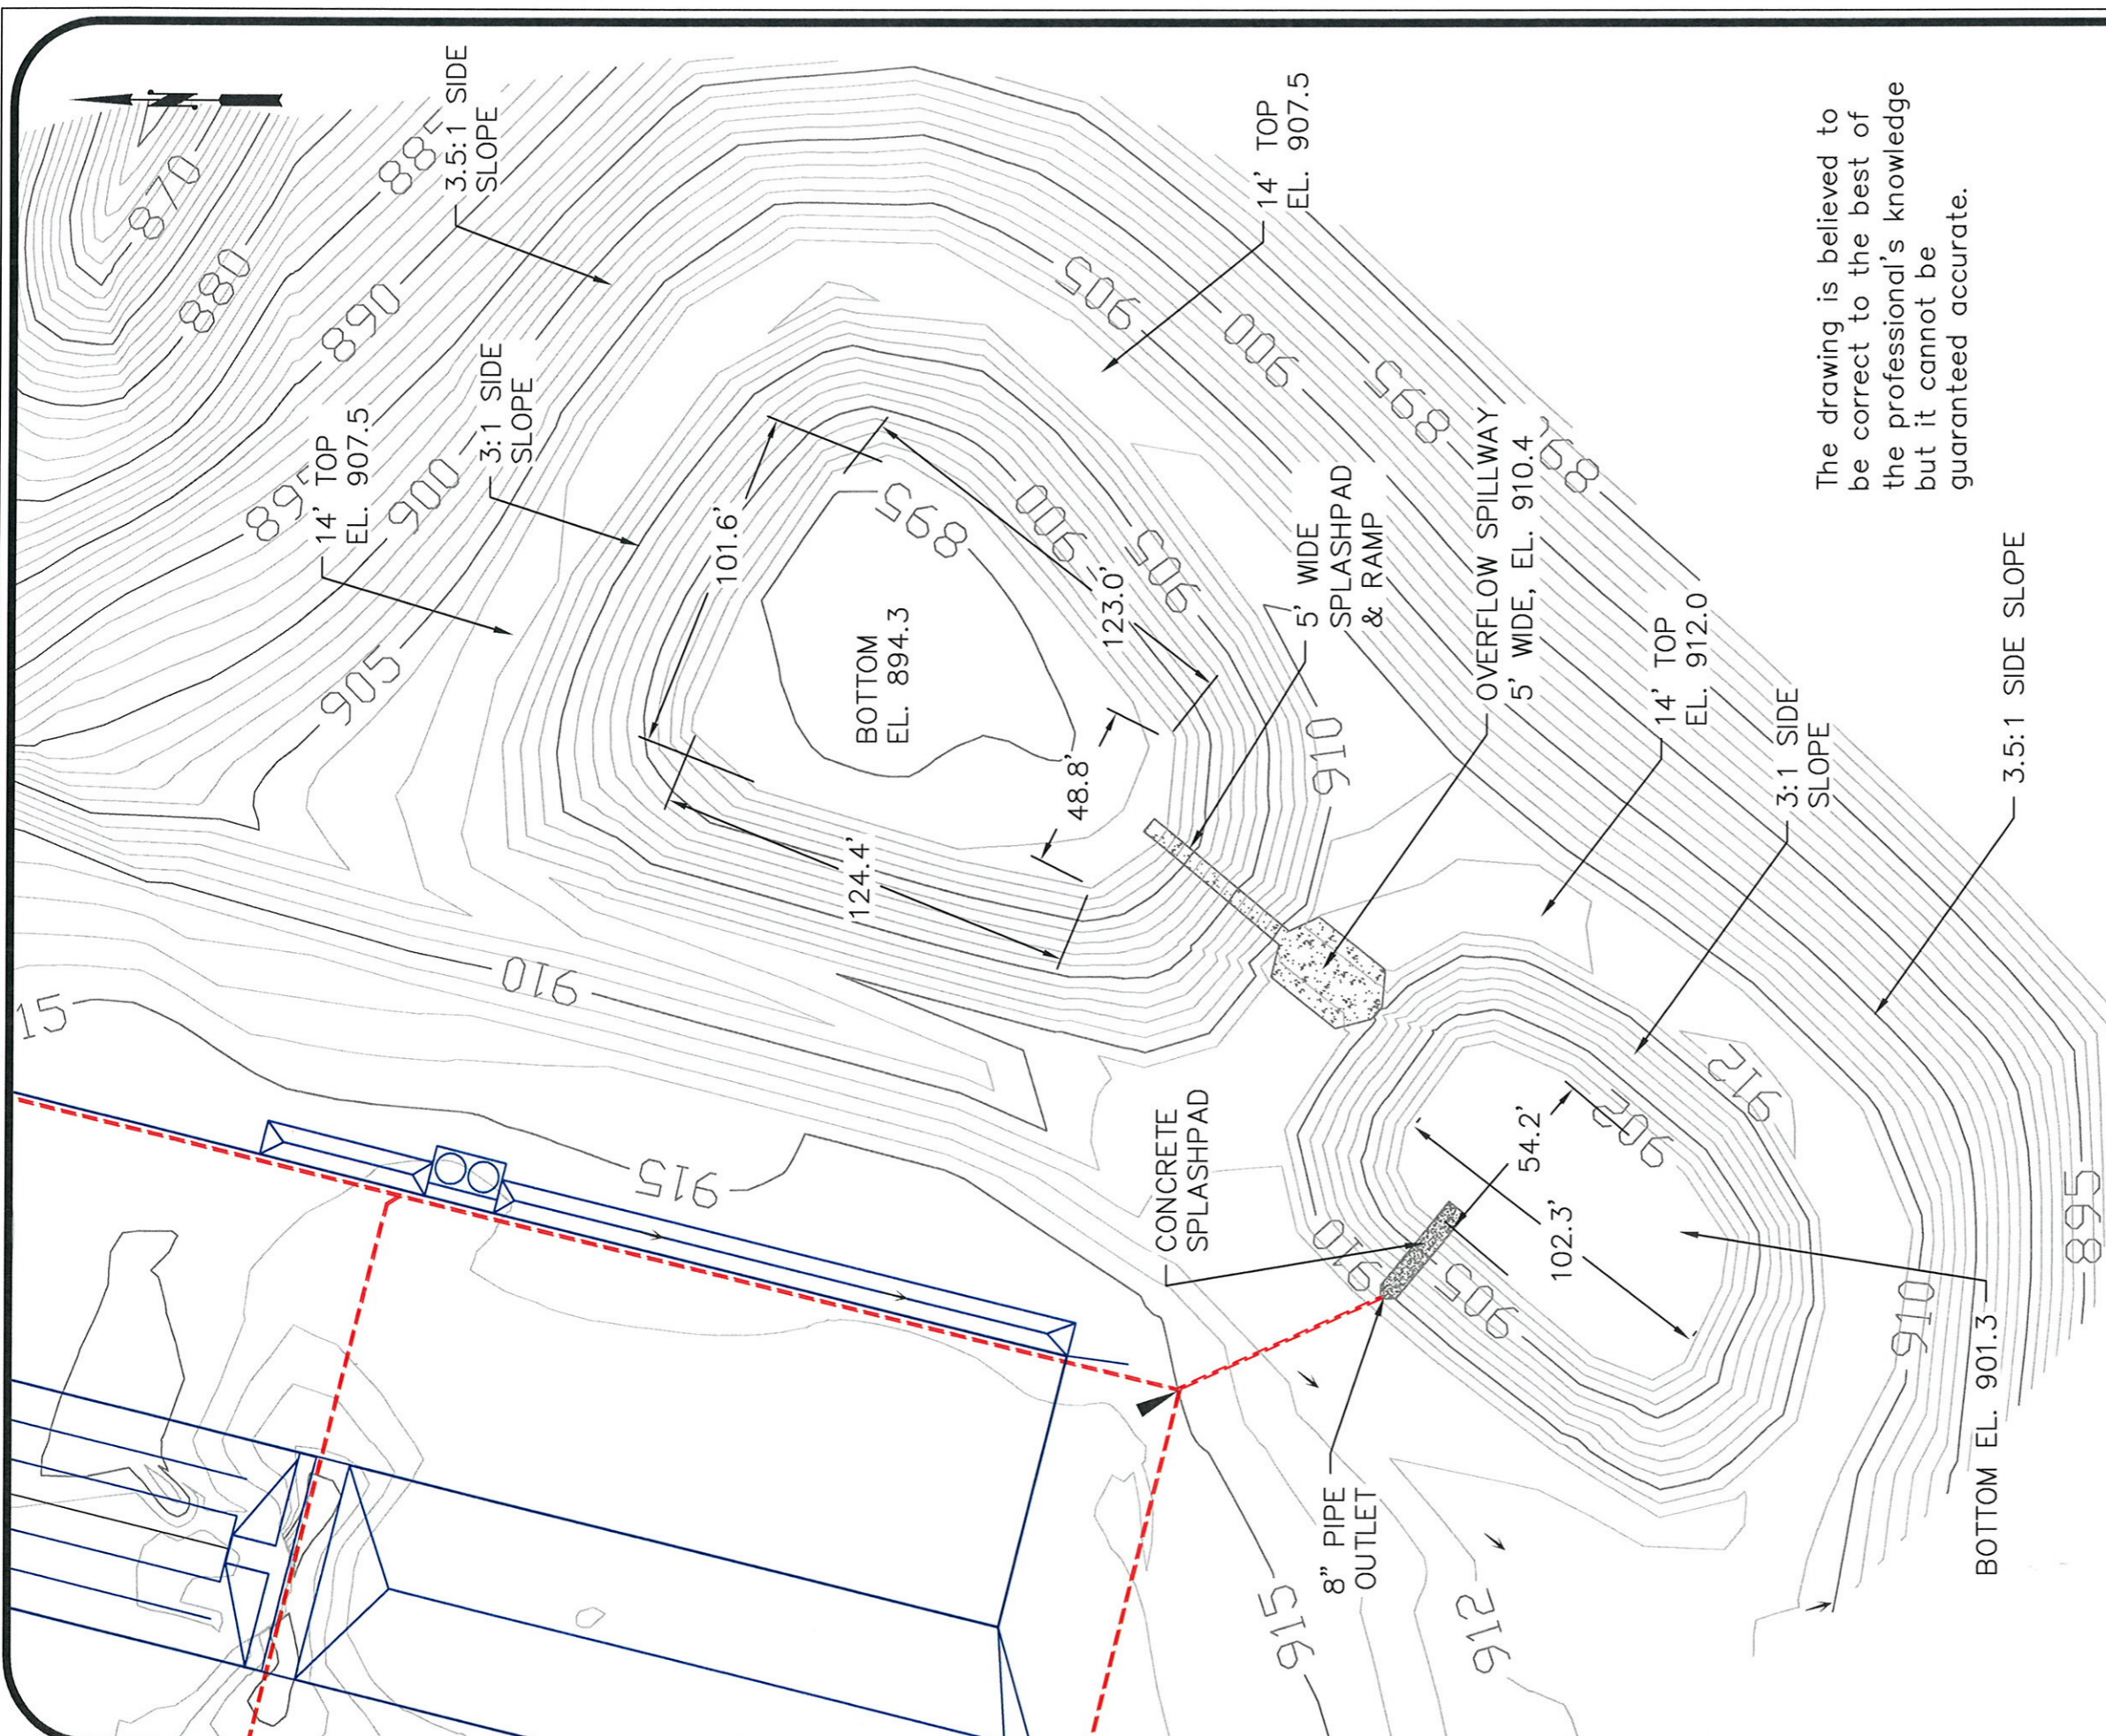 3.5:1 SIDE
SLOPE
14' TOP
EL. 907.5
3:1 SIDE
SLOPE
14' TOP
EL. 907.5
The drawing is believed to
be correct to the best of
the professional's knowledge
but it cannot be
guaranteed accurate.
870
880
890
895
900
905
910
915
101.6'
BOTTOM
EL. 894.3
895
900
905
123.0'
48.8'
124.4'
905
900
895
910
5' WIDE
SPLASHPAD
& RAMP
OVERFLOW SPILLWAY
5' WIDE, EL. 910.4
14' TOP
EL. 912.0
3:1 SIDE
SLOPE
3.5:1 SIDE SLOPE
CONCRETE
SPLASHPAD
54.2'
102.3'
905
912
910
905
8" PIPE
OUTLET
915
912
910
895
BOTTOM EL. 901.3